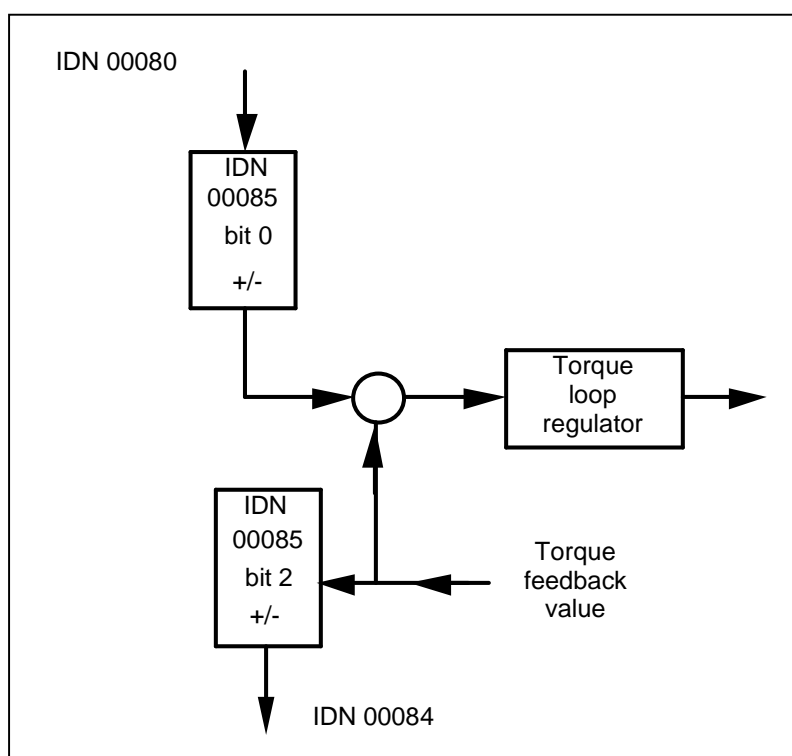 IDN 00080
IDN
00085
bit 0
+/-
Torque
loop
regulator
IDN
00085
bit 2
+/-
Torque
feedback
value
IDN 00084